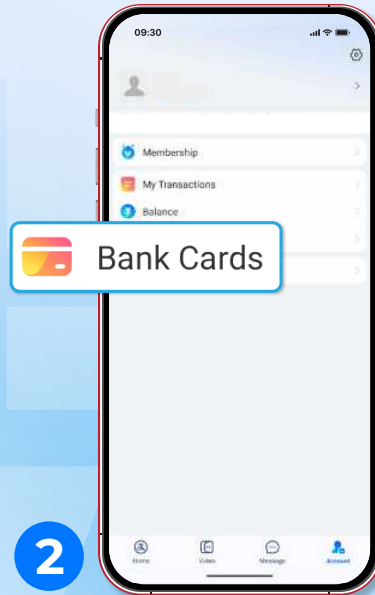 09:30
Membership
My Transactions
Balance
Bank Cards
2
Home
Video
Message
Account